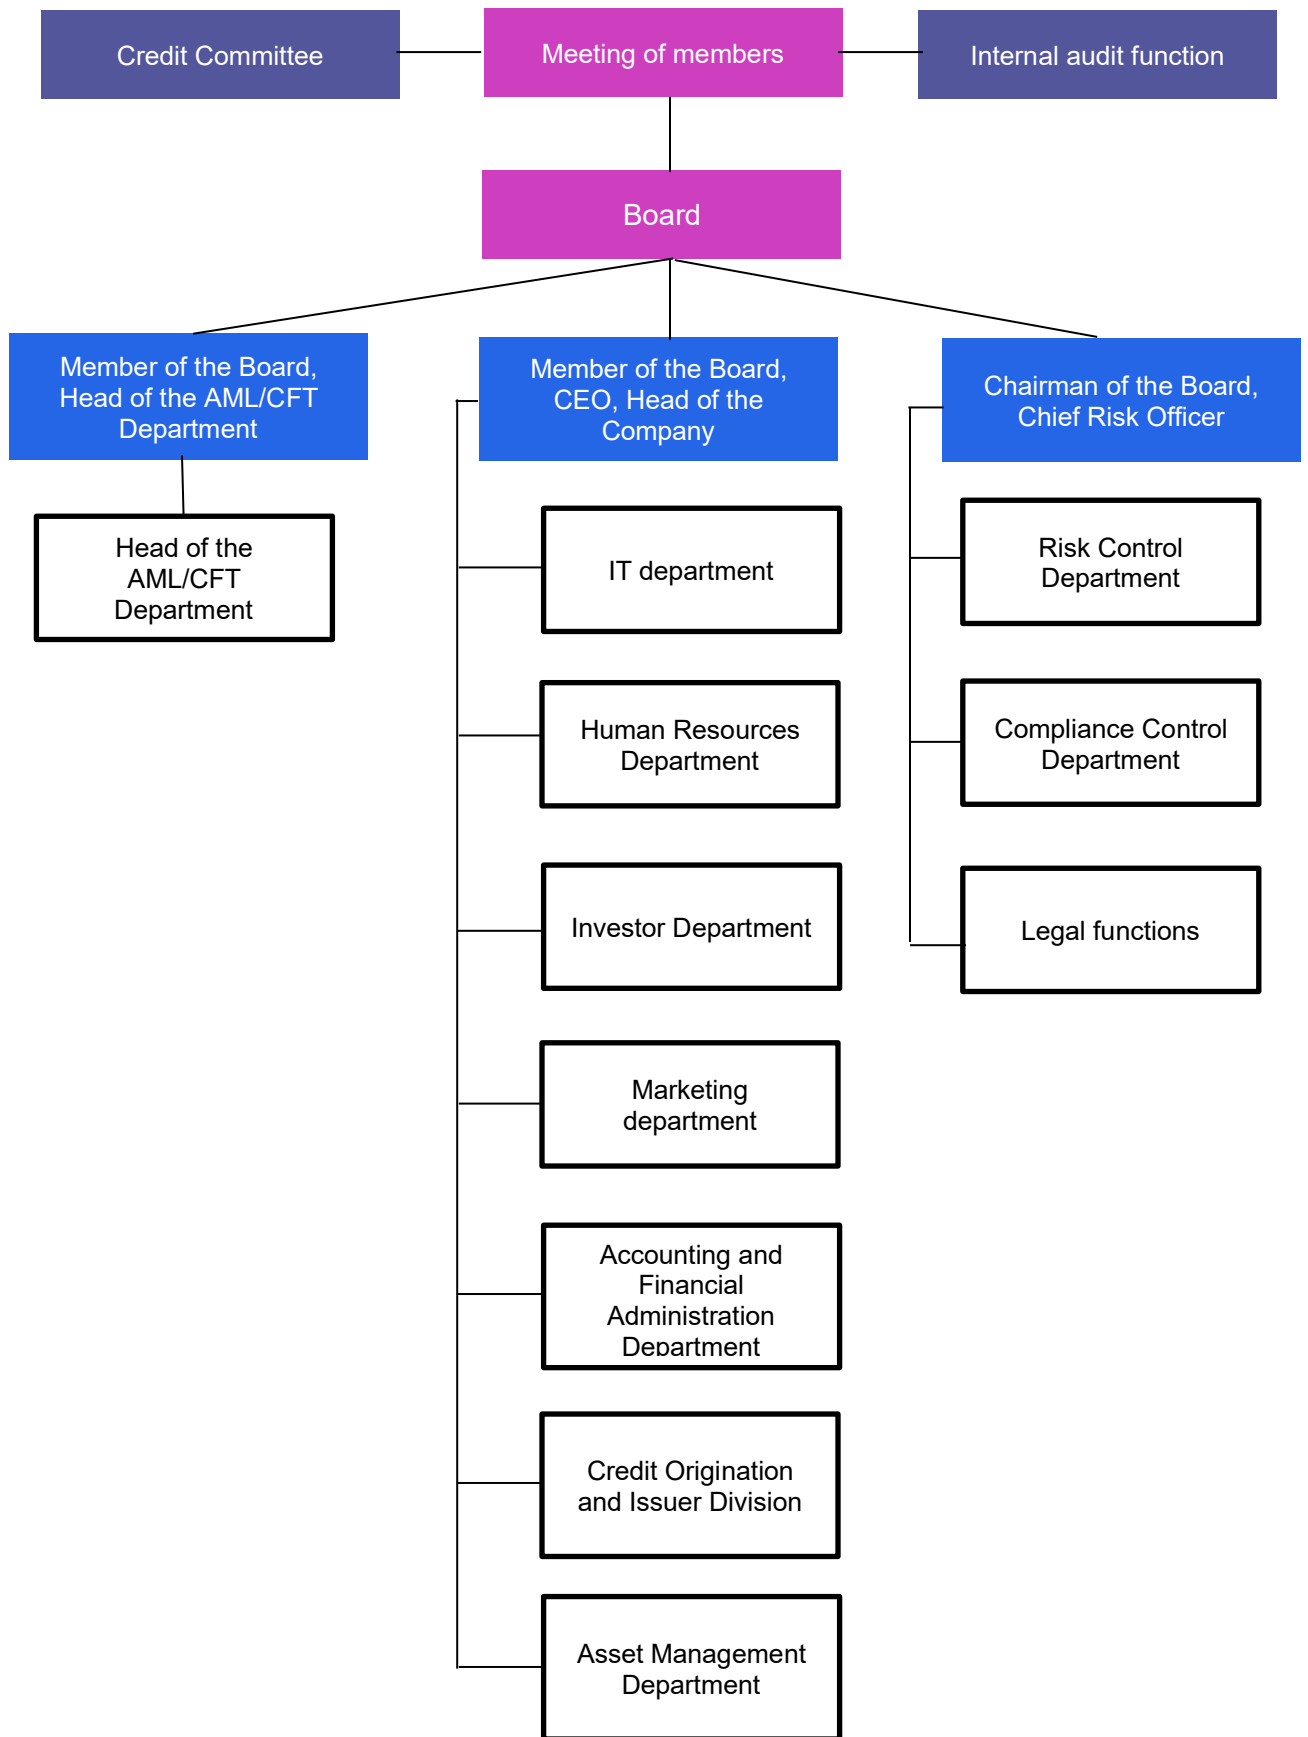 Credit Committee
Meeting of members
Internal audit function
Board
Member of the Board,
Head of the AML/CFT
Department
Member of the Board,
CEO, Head of the
Company
Chairman of the Board,
Chief Risk Officer
Head of the
AML/CFT
Department
IT department
Human Resources
Department
Investor Department
Marketing
department
Accounting and
Financial
Administration
Department
Credit Origination
and Issuer Division
Asset Management
Department
Risk Control
Department
Compliance Control
Department
Legal functions